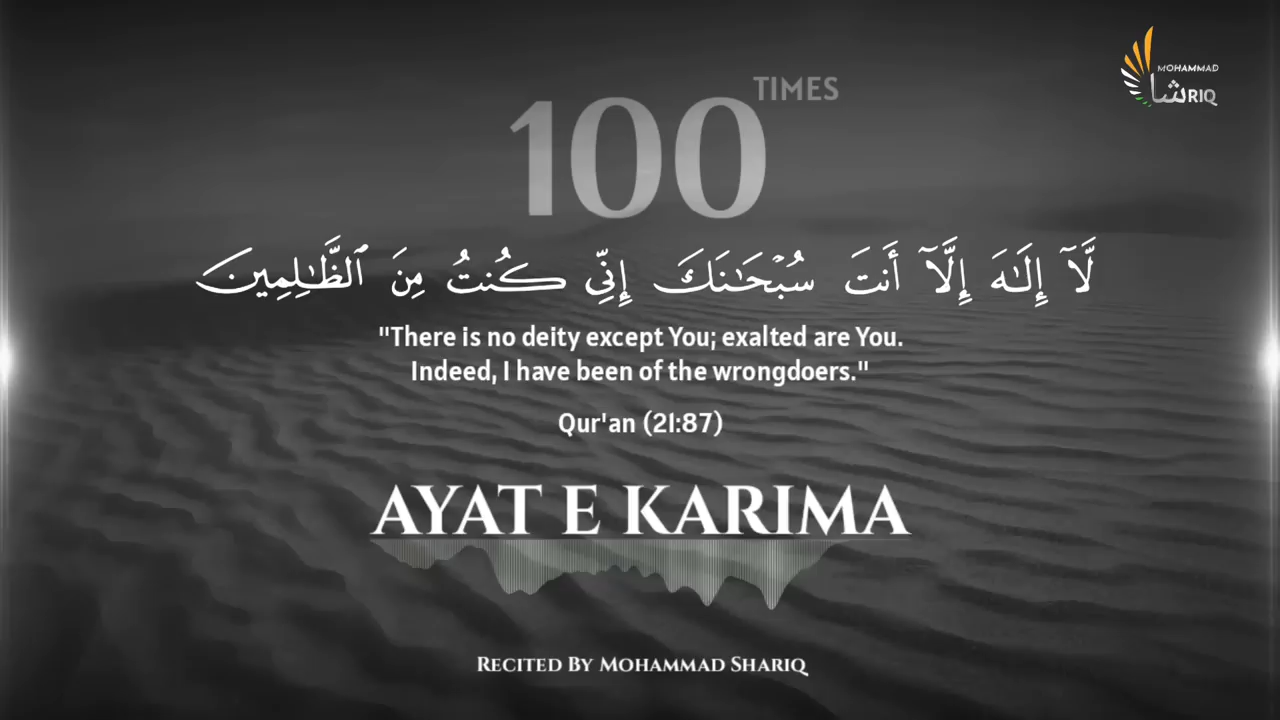 MOHAMMAD
شاRIQ
TIMES
100
لَّآ إِلَـٰهَ إِلَّآ أَنتَ سُبْحَـٰنَكَ إِنِّى كُنتُ مِنَ ٱلظَّـٰلِمِينَ
"There is no deity except You; exalted are You.
Indeed, I have been of the wrongdoers."
Qur'an (21:87)
AYAT E KARIMA
RECITED BY MOHAMMAD SHARIQ